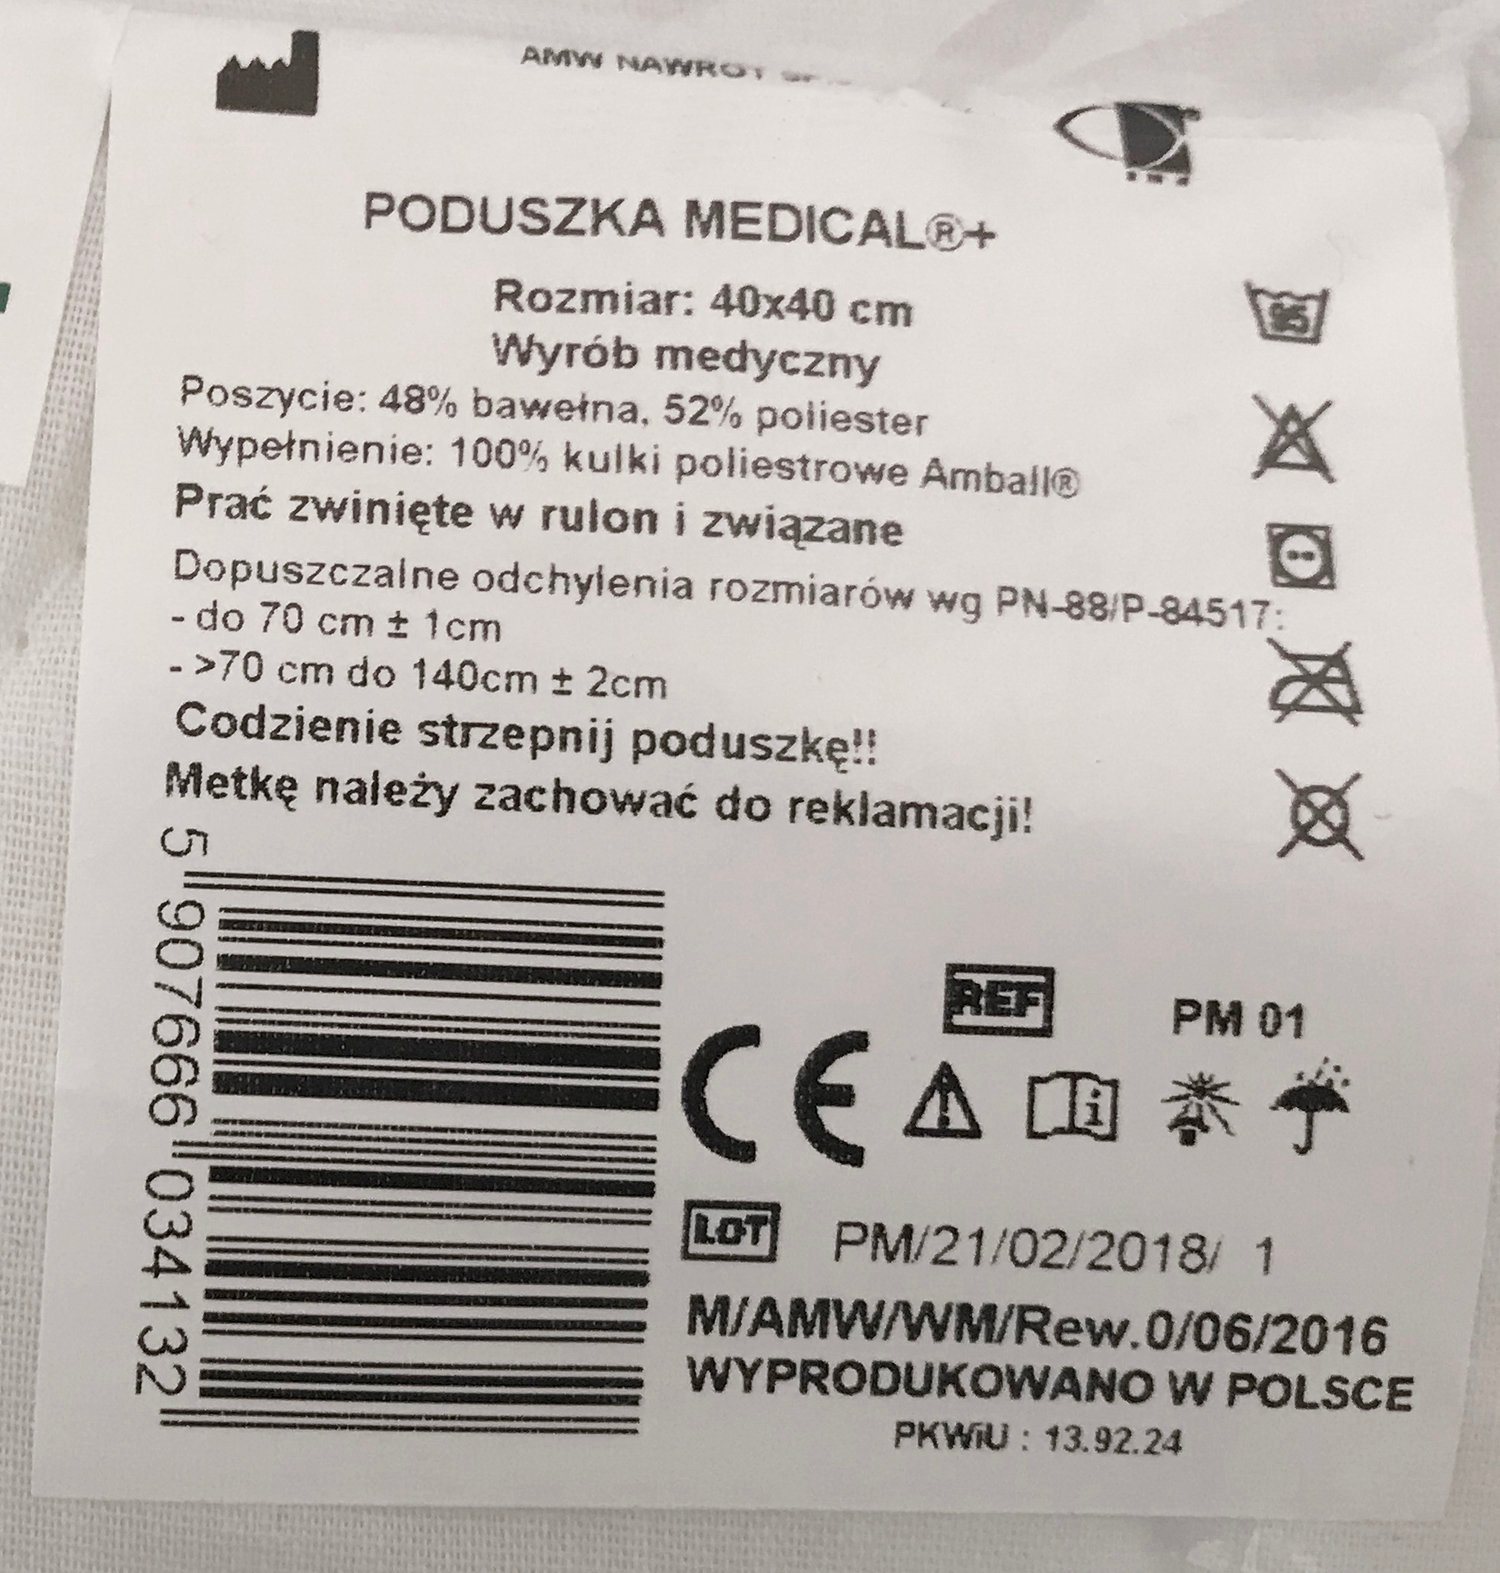 AMW NAWROT
PODUSZKA MEDICAL®+
Rozmiar: 40x40 cm
Wyrób medyczny
95
Poszycie: 48% bawełna, 52% poliester
Wypełnienie: 100% kulki poliestrowe Amball®
Prać zwinięte w rulon i związane
Dopuszczalne odchylenia rozmiarów wg PN-88/P-84517:
- do 70 cm ± 1cm
- >70 cm do 140cm ± 2cm
Codzienie strzepnij poduszkę!!
Metkę należy zachować do reklamacji!
5 907666 034132
REF PM 01
CE
LOT PM/21/02/2018/ 1
M/AMW/WM/Rew.0/06/2016
WYPRODUKOWANO W POLSCE
PKWiU : 13.92.24